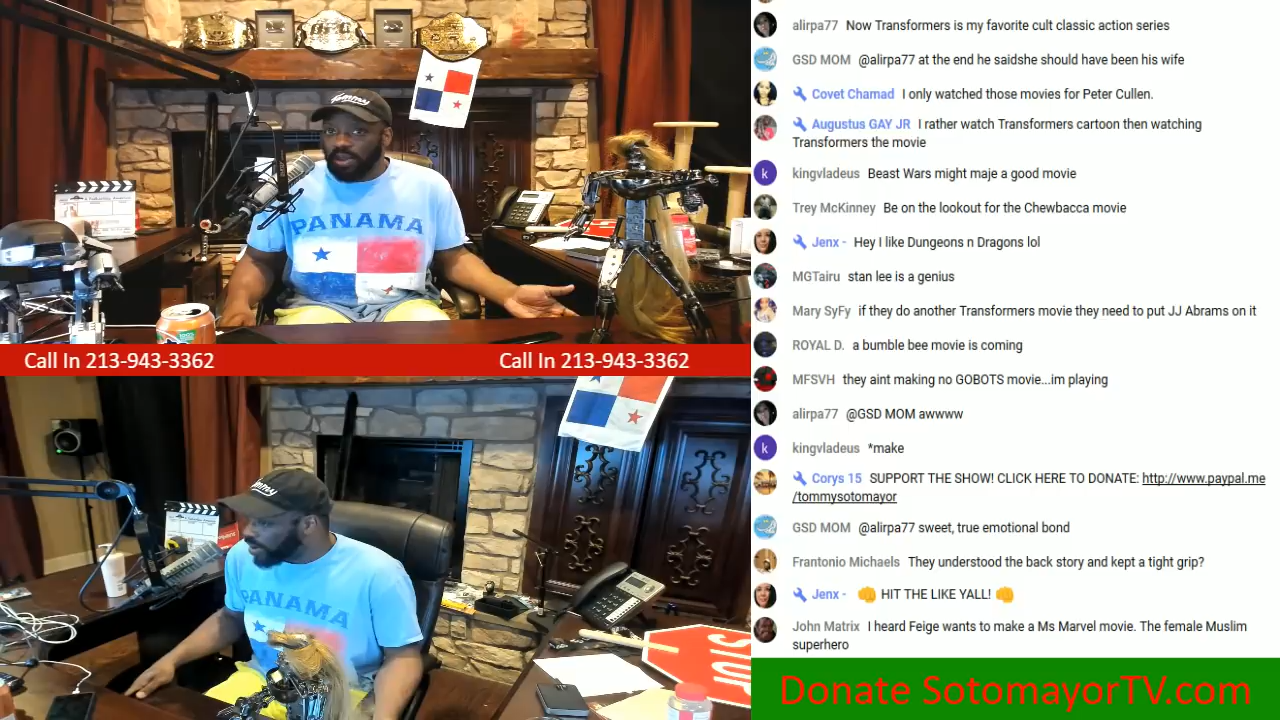 Tommy
PANAMA
Call In 213-943-3362
Call In 213-943-3362
Tommy
PANAMA
STOP
alirpa77 Now Transformers is my favorite cult classic action series
GSD MOM @alirpa77 at the end he saidshe should have been his wife
Covet Chamad I only watched those movies for Peter Cullen.
Augustus GAY JR I rather watch Transformers cartoon then watching
Transformers the movie
kingvladeus Beast Wars might maje a good movie
Trey McKinney Be on the lookout for the Chewbacca movie
Jenx - Hey I like Dungeons n Dragons lol
MGTairu stan lee is a genius
Mary SyFy if they do another Transformers movie they need to put JJ Abrams on it
ROYAL D. a bumble bee movie is coming
MFSVH they aint making no GOBOTS movie...im playing
alirpa77 @GSD MOM awwww
k kingvladeus *make
Corys 15 SUPPORT THE SHOW! CLICK HERE TO DONATE: http://www.paypal.me
/tommysotomayor
GSD MOM @alirpa77 sweet, true emotional bond
Frantonio Michaels They understood the back story and kept a tight grip?
Jenx - HIT THE LIKE YALL!
John Matrix I heard Feige wants to make a Ms Marvel movie. The female Muslim
superhero
Donate SotomayorTV.com